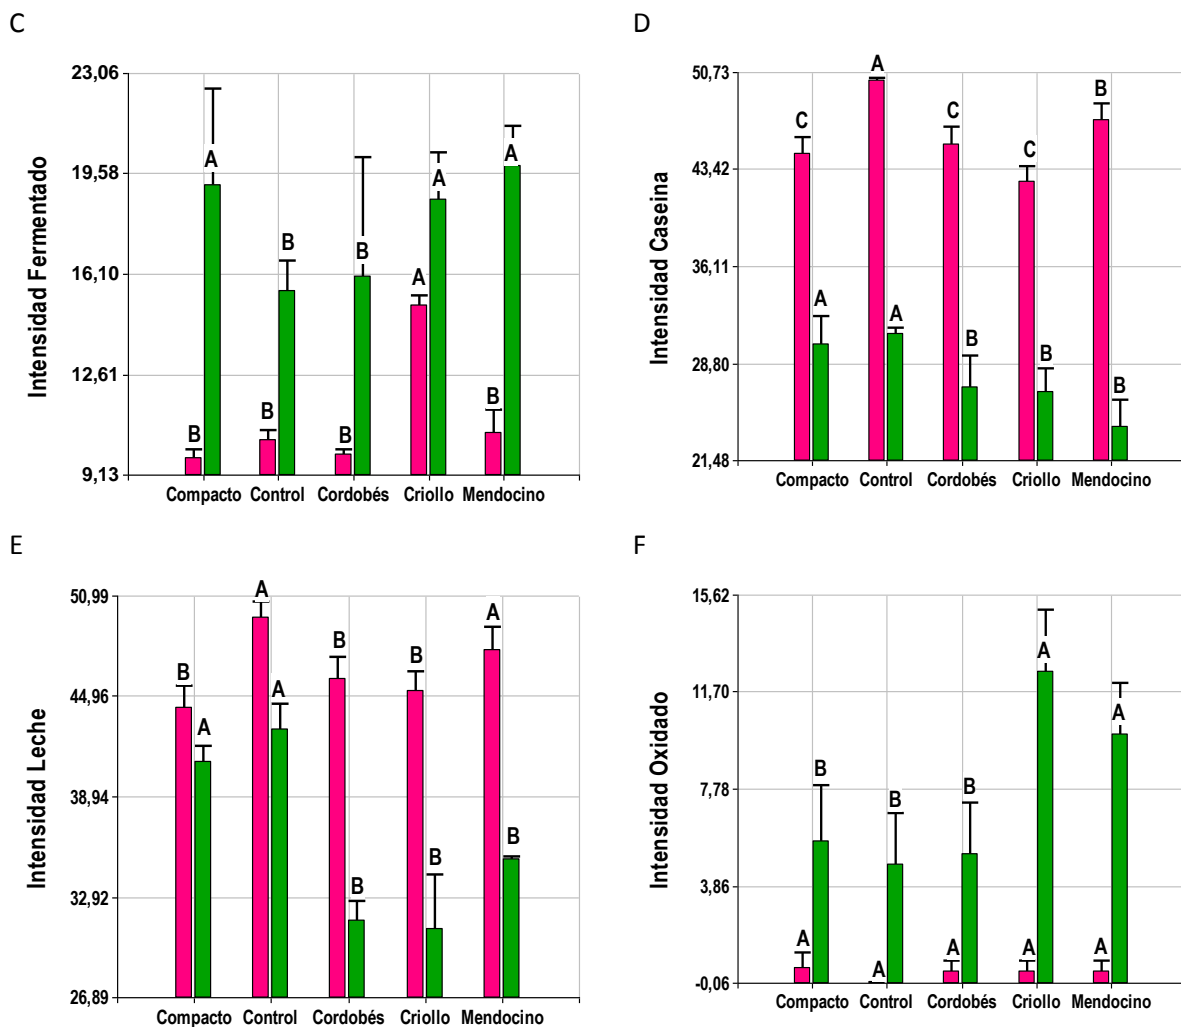 C
Intensidad Fermentado
23,06
19,58
16,10
12,61
9,13
B A B B B B A A B A
Compacto Control Cordobés Criollo Mendocino
D
Intensidad Caseina
50,73
43,42
36,11
28,80
21,48
C A A A C B C B B B
Compacto Control Cordobés Criollo Mendocino
E
Intensidad Leche
50,99
44,96
38,94
32,92
26,89
B A A A B B B B A B
Compacto Control Cordobés Criollo Mendocino
F
Intensidad Oxidado
15,62
11,70
7,78
3,86
-0,06
A B A B A B A A A A
Compacto Control Cordobés Criollo Mendocino